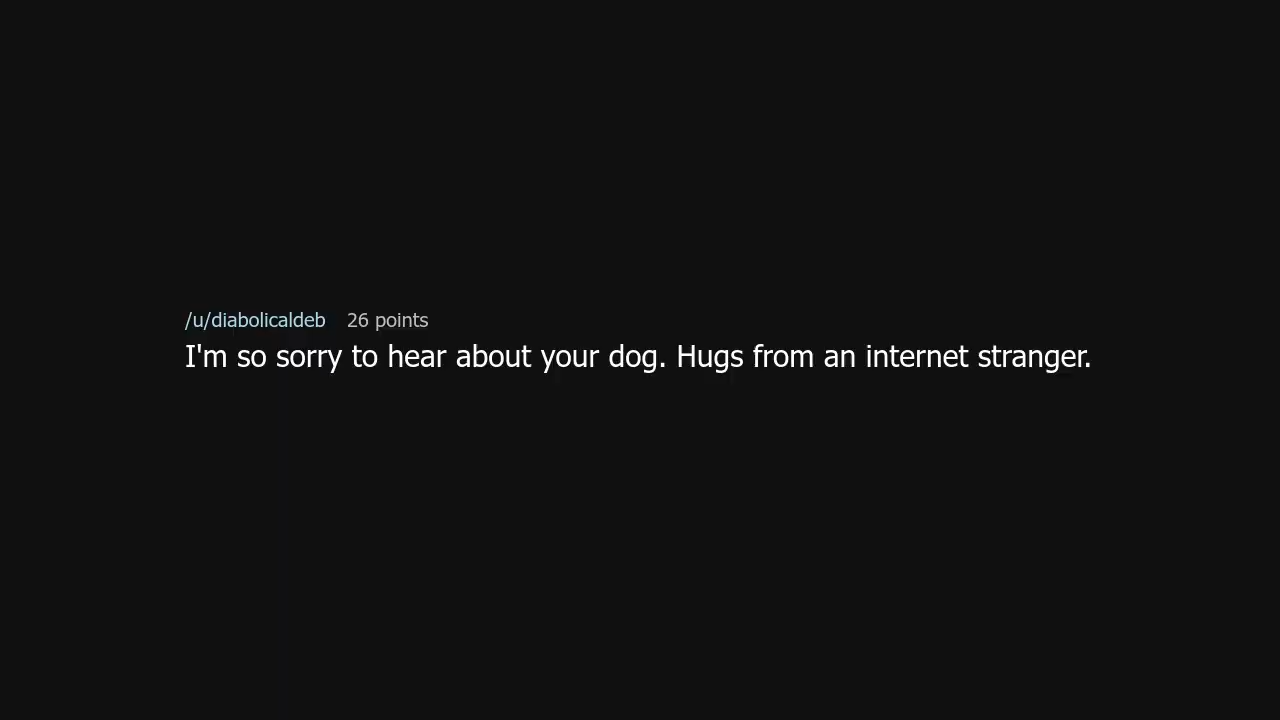 /u/diabolicaldeb 26 points
I'm so sorry to hear about your dog. Hugs from an internet stranger.